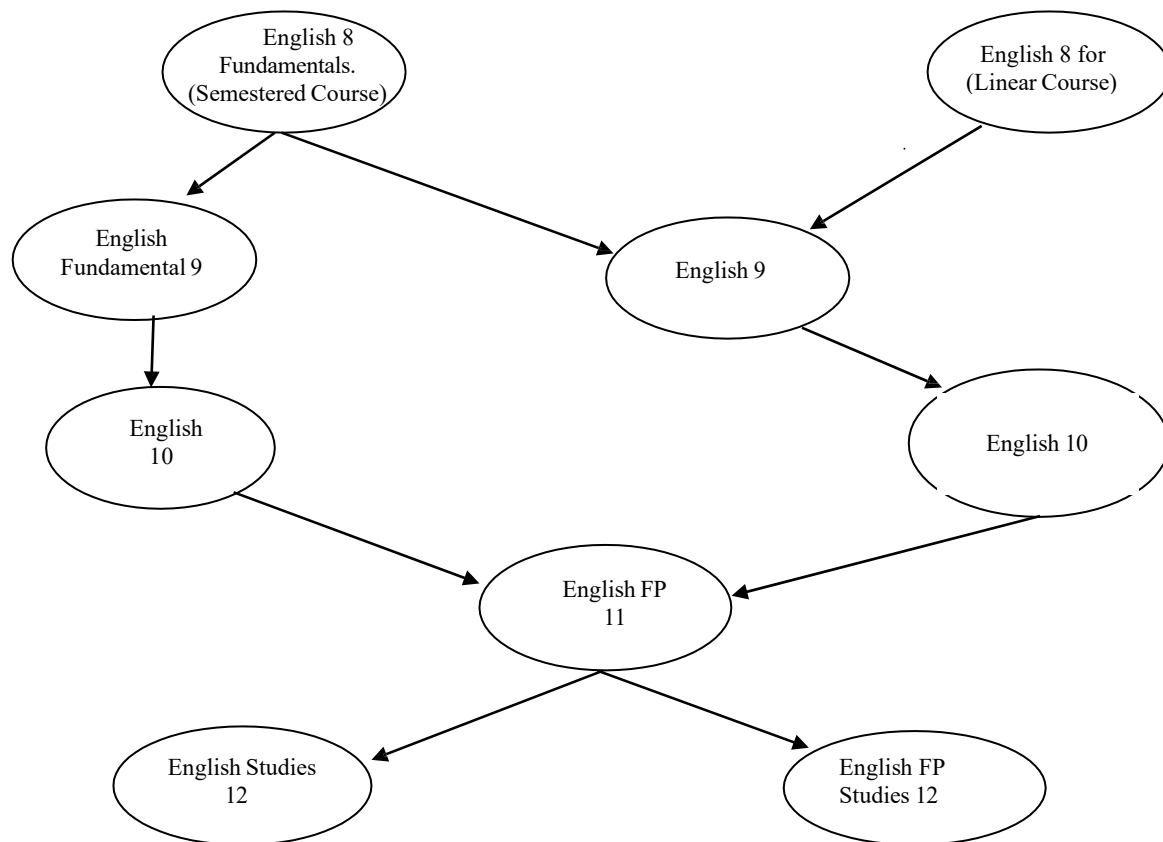 English 8
Fundamentals.
(Semestered Course)
English 8 for
(Linear Course)
English
Fundamental 9
English 9
English
10
English 10
English FP
11
English Studies
12
English FP
Studies 12